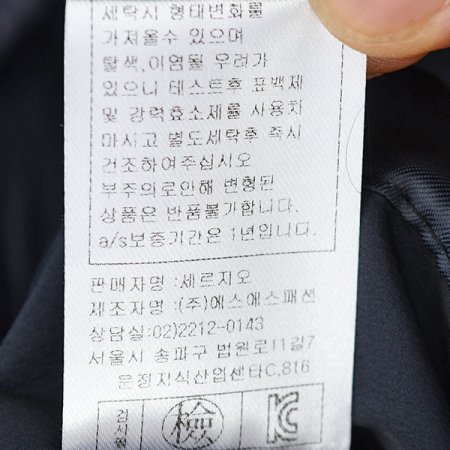 세탁시 형태변화를
가져올수 있으며
탈색,이염될 우려가
있으니 테스트후 표백제
및 강력효소제를 사용치
마시고 별도세탁후 즉시
건조하여주십시오
부주의로인해 변형된
상품은 반품불가합니다.
a/s보증기간은 1년입니다.
판매자명 :세르지오
제조자명 :(주)에스에스패션
상담실:02)2212-0143
서울시 송파구 법원로11길7
문정지식산업센타C,816
검사필 檢 KC